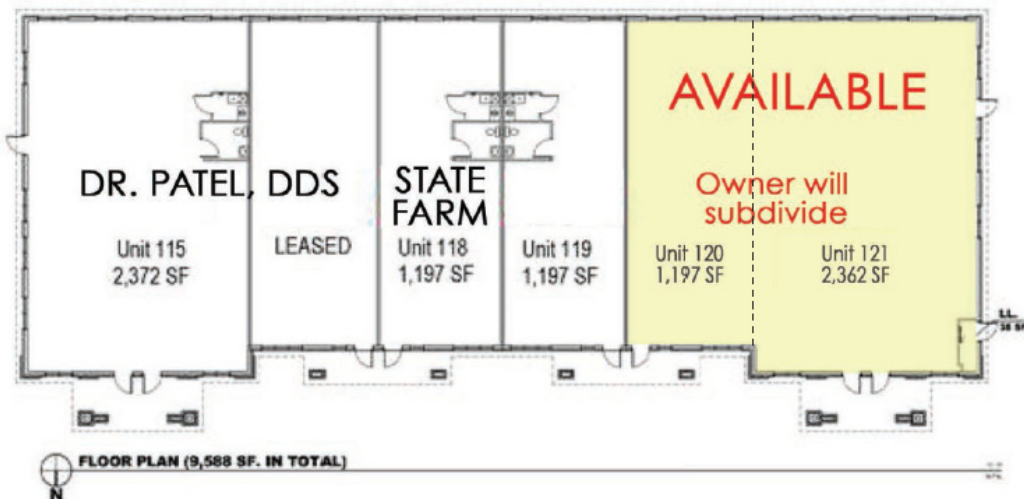 AVAILABLE
Owner will
subdivide
DR. PATEL, DDS
STATE
FARM
Unit 115
2,372 SF
LEASED
Unit 118
1,197 SF
Unit 119
1,197 SF
Unit 120
1,197 SF
Unit 121
2,362 SF
LL.
FLOOR PLAN (9,588 SF. IN TOTAL)
N